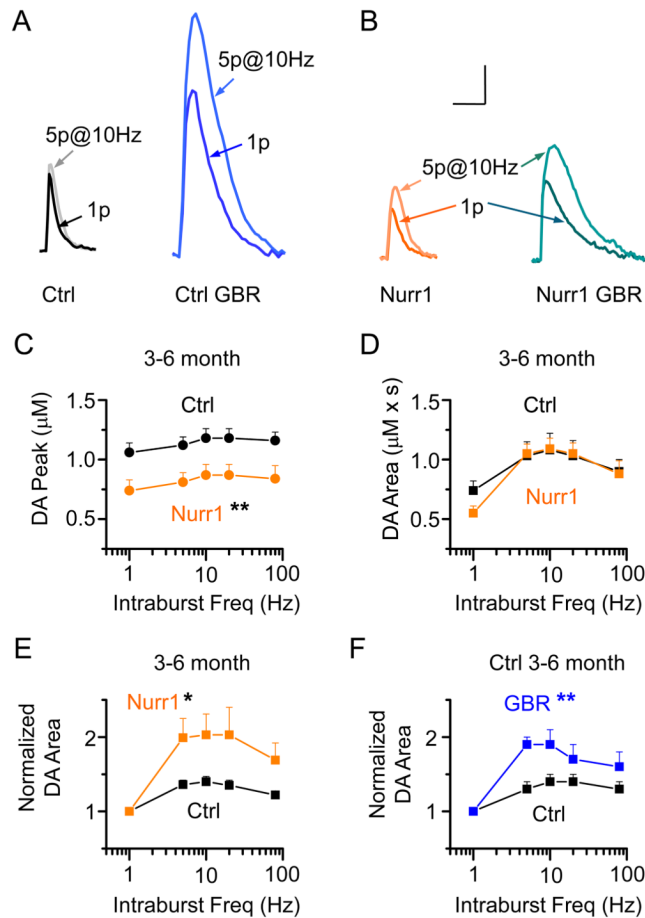 A
B
5p@10Hz
5p@10Hz
5p@10Hz
1p
1p
1p
Ctrl
Ctrl GBR
Nurr1
Nurr1 GBR
C
3-6 month
DA Peak (μM)
1.5
1.0
0.5
Ctrl
Nurr1 **
1
10
100
Intraburst Freq (Hz)
D
3-6 month
DA Area (μM x s)
1.5
1.0
0.5
Ctrl
Nurr1
1
10
100
Intraburst Freq (Hz)
E
3-6 month
Normalized
DA Area
2
1
Nurr1 *
Ctrl
1
10
100
Intraburst Freq (Hz)
F
Ctrl 3-6 month
Normalized
DA Area
2
1
GBR **
Ctrl
1
10
100
Intraburst Freq (Hz)